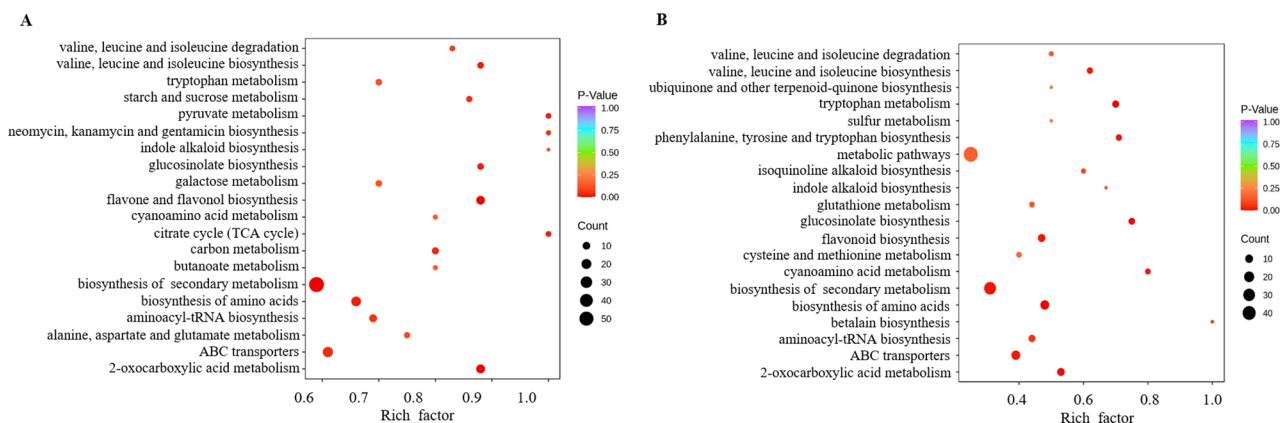 A
valine, leucine and isoleucine degradation
valine, leucine and isoleucine biosynthesis
tryptophan metabolism
starch and sucrose metabolism
pyruvate metabolism
neomycin, kanamycin and gentamicin biosynthesis
indole alkaloid biosynthesis
glucosinolate biosynthesis
galactose metabolism
flavone and flavonol biosynthesis
cyanoamino acid metabolism
citrate cycle (TCA cycle)
carbon metabolism
butanoate metabolism
biosynthesis of secondary metabolism
biosynthesis of amino acids
aminoacyl-tRNA biosynthesis
alanine, aspartate and glutamate metabolism
ABC transporters
2-oxocarboxylic acid metabolism
0.6 0.7 0.8 0.9 1.0
Rich_factor
P-Value
1.00
0.75
0.50
0.25
0.00
Count
10
20
30
40
50
B
valine, leucine and isoleucine degradation
valine, leucine and isoleucine biosynthesis
ubiquinone and other terpenoid-quinone biosynthesis
tryptophan metabolism
sulfur metabolism
phenylalanine, tyrosine and tryptophan biosynthesis
metabolic pathways
isoquinoline alkaloid biosynthesis
indole alkaloid biosynthesis
glutathione metabolism
glucosinolate biosynthesis
flavonoid biosynthesis
cysteine and methionine metabolism
cyanoamino acid metabolism
biosynthesis of secondary metabolism
biosynthesis of amino acids
betalain biosynthesis
aminoacyl-tRNA biosynthesis
ABC transporters
2-oxocarboxylic acid metabolism
0.4 0.6 0.8 1.0
Rich_factor
P-Value
1.00
0.75
0.50
0.25
0.00
Count
10
20
30
40